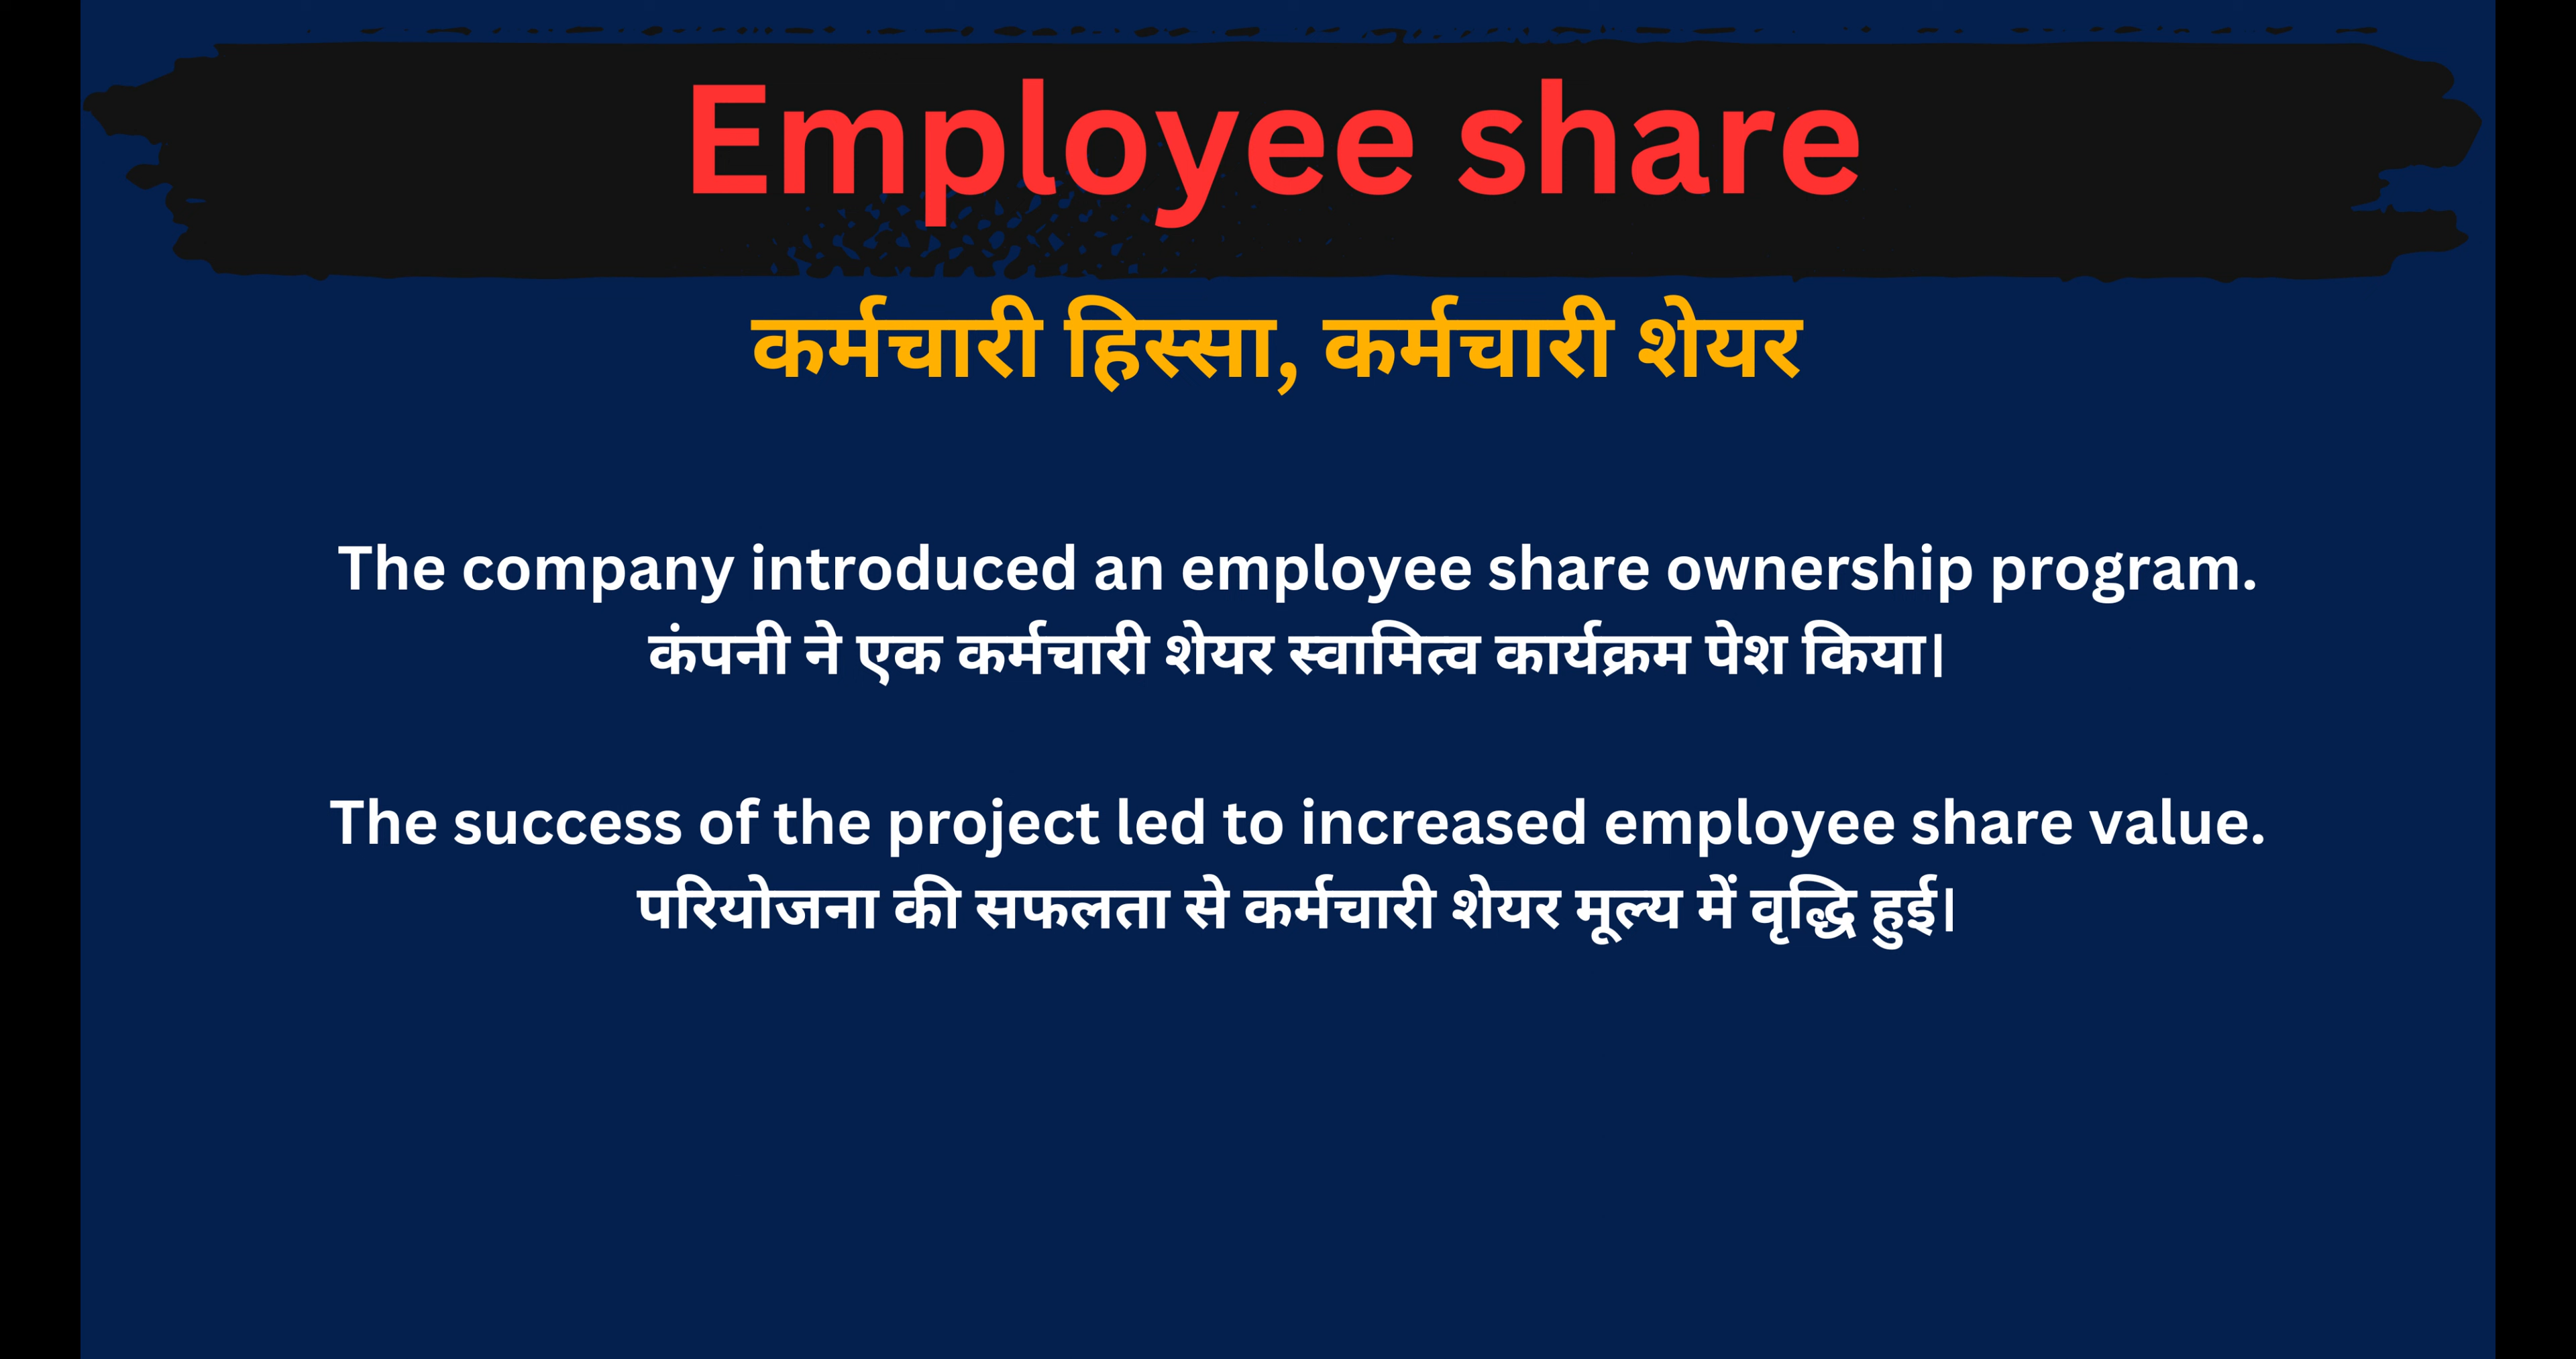 Employee share
कर्मचारी हिस्सा, कर्मचारी शेयर
The company introduced an employee share ownership program.
कंपनी ने एक कर्मचारी शेयर स्वामित्व कार्यक्रम पेश किया।
The success of the project led to increased employee share value.
परियोजना की सफलता से कर्मचारी शेयर मूल्य में वृद्धि हुई।